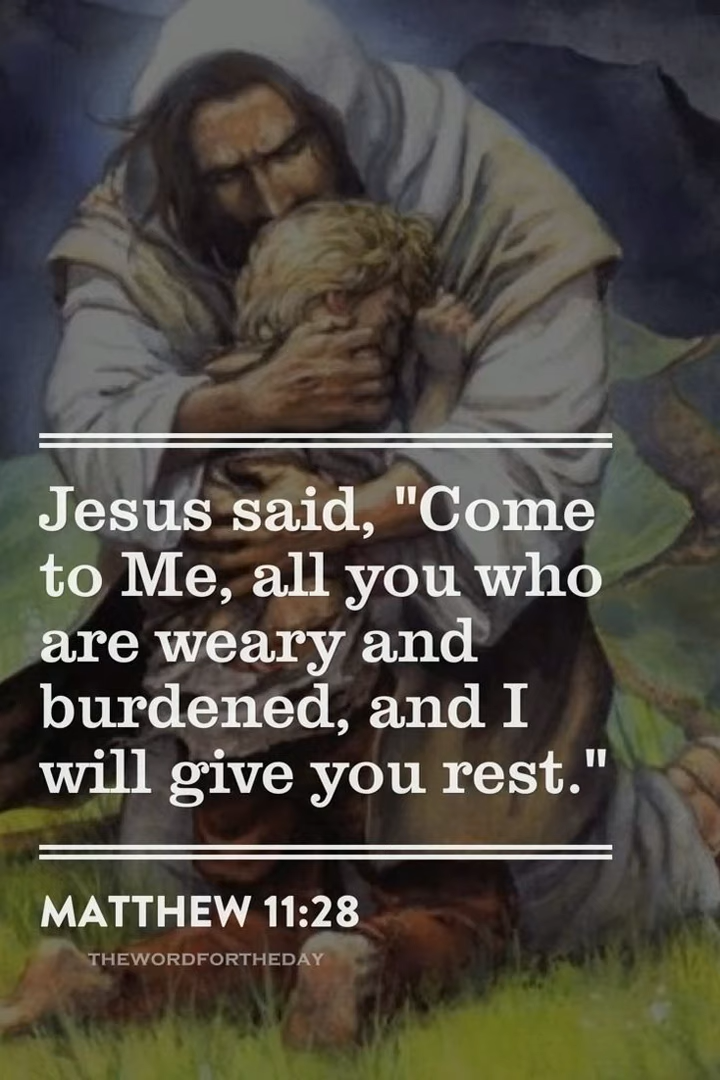 Jesus said, "Come
to Me, all you who
are weary and
burdened, and I
will give you rest."
MATTHEW 11:28
THEWORDFORTHEDAY